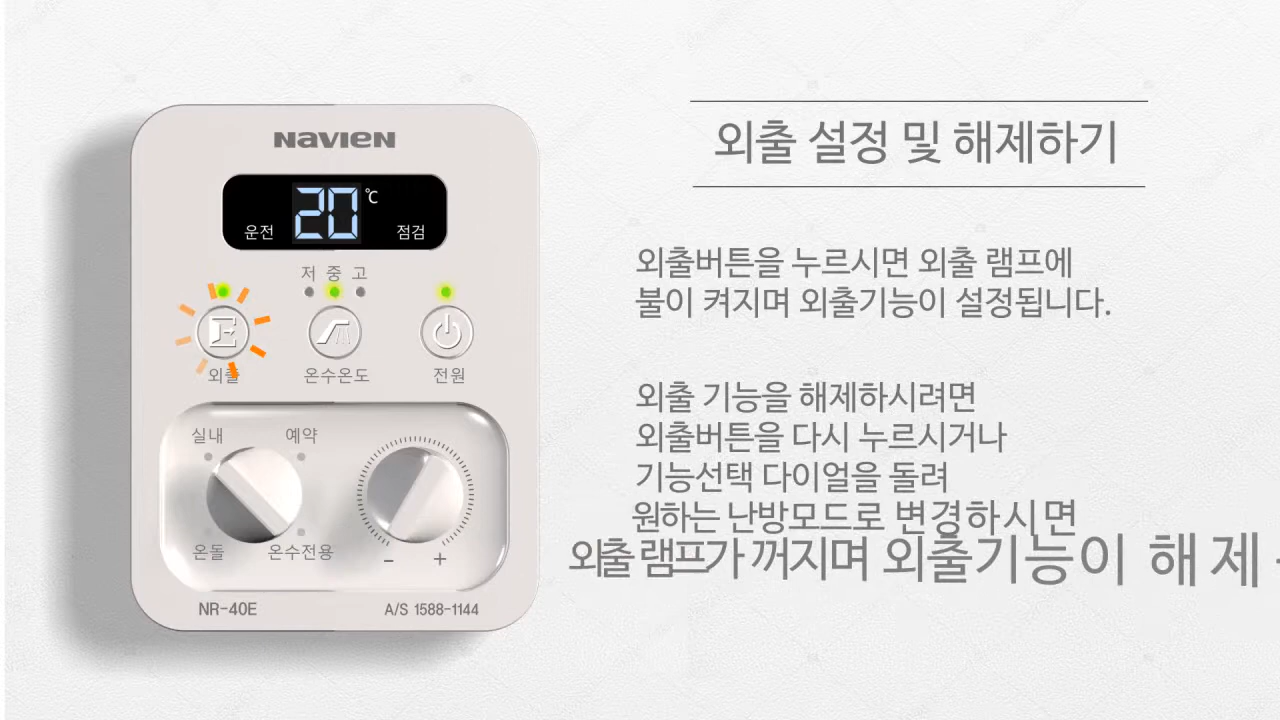 NAVIEN
20 ℃
운전 점검
저 중 고
외출 온수온도 전원
실내 예약
온돌 온수전용
- +
NR-40E A/S 1588-1144
외출 설정 및 해제하기
외출버튼을 누르시면 외출 램프에
불이 켜지며 외출기능이 설정됩니다.
외출 기능을 해제하시려면
외출버튼을 다시 누르시거나
기능선택 다이얼을 돌려
원하는 난방모드로 변경하시면
외출 램프가 꺼지며 외출기능이 해제